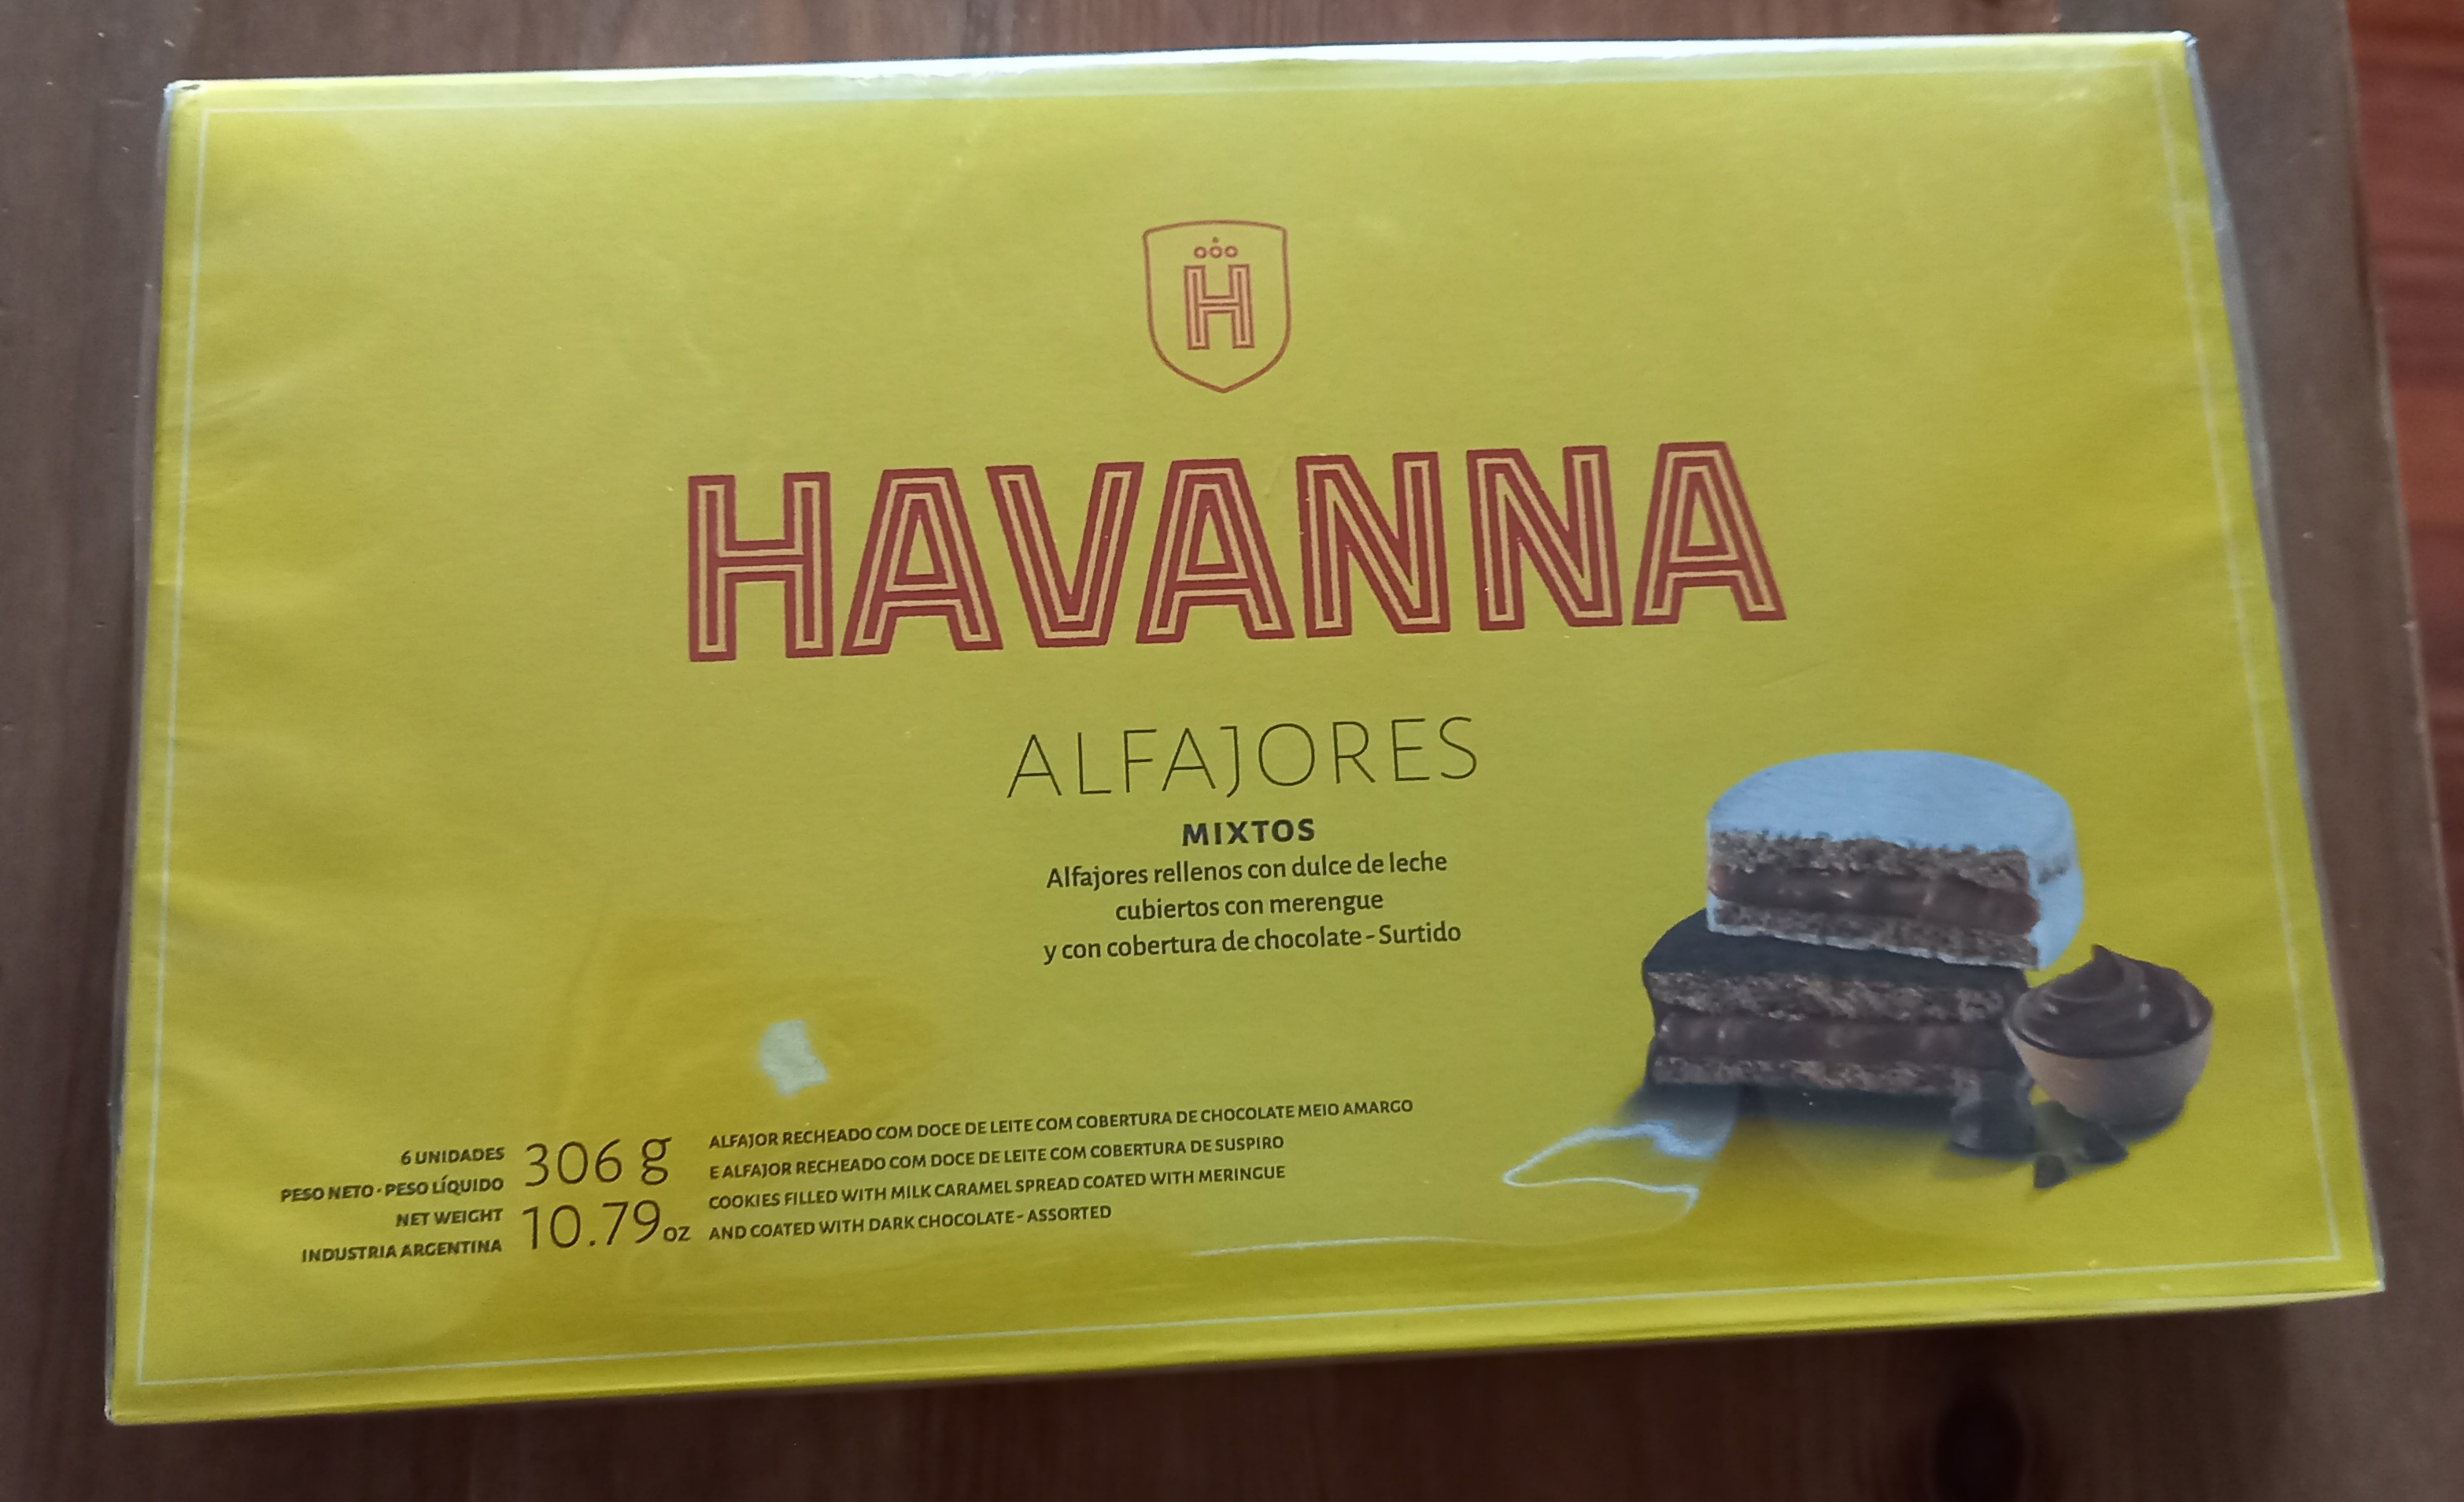 H
HAVANNA
ALFAJORES
MIXTOS
Alfajores rellenos con dulce de leche
cubiertos con merengue
y con cobertura de chocolate - Surtido
6 UNIDADES
PESO NETO · PESO LÍQUIDO
306 g
NET WEIGHT
10.79 oz
INDUSTRIA ARGENTINA
ALFAJOR RECHEADO COM DOCE DE LEITE COM COBERTURA DE CHOCOLATE MEIO AMARGO
E ALFAJOR RECHEADO COM DOCE DE LEITE COM COBERTURA DE SUSPIRO
COOKIES FILLED WITH MILK CARAMEL SPREAD COATED WITH MERINGUE
AND COATED WITH DARK CHOCOLATE - ASSORTED